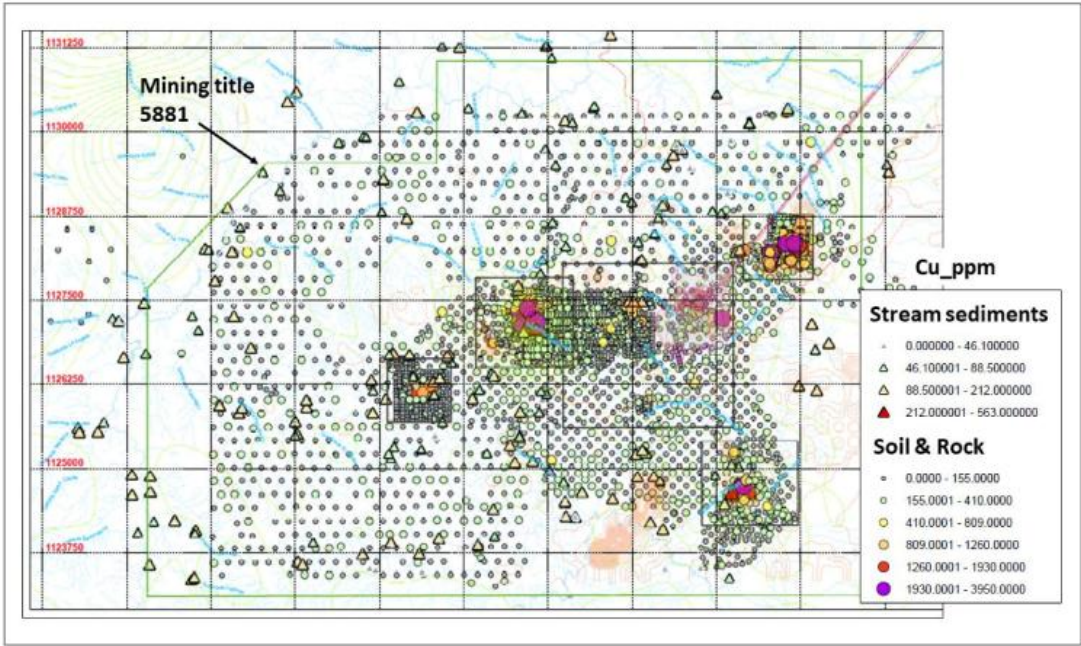 1131250
Mining title
5881
1130000
1128750
1127500
1126250
1125000
1123750
Cu_ppm
Stream sediments
0.000000 - 46.100000
46.100001 - 88.500000
88.500001 - 212.000000
212.000001 - 563.000000
Soil & Rock
0.0000 - 155.0000
155.0001 - 410.0000
410.0001 - 809.0000
809.0001 - 1260.0000
1260.0001 - 1930.0000
1930.0001 - 3950.0000